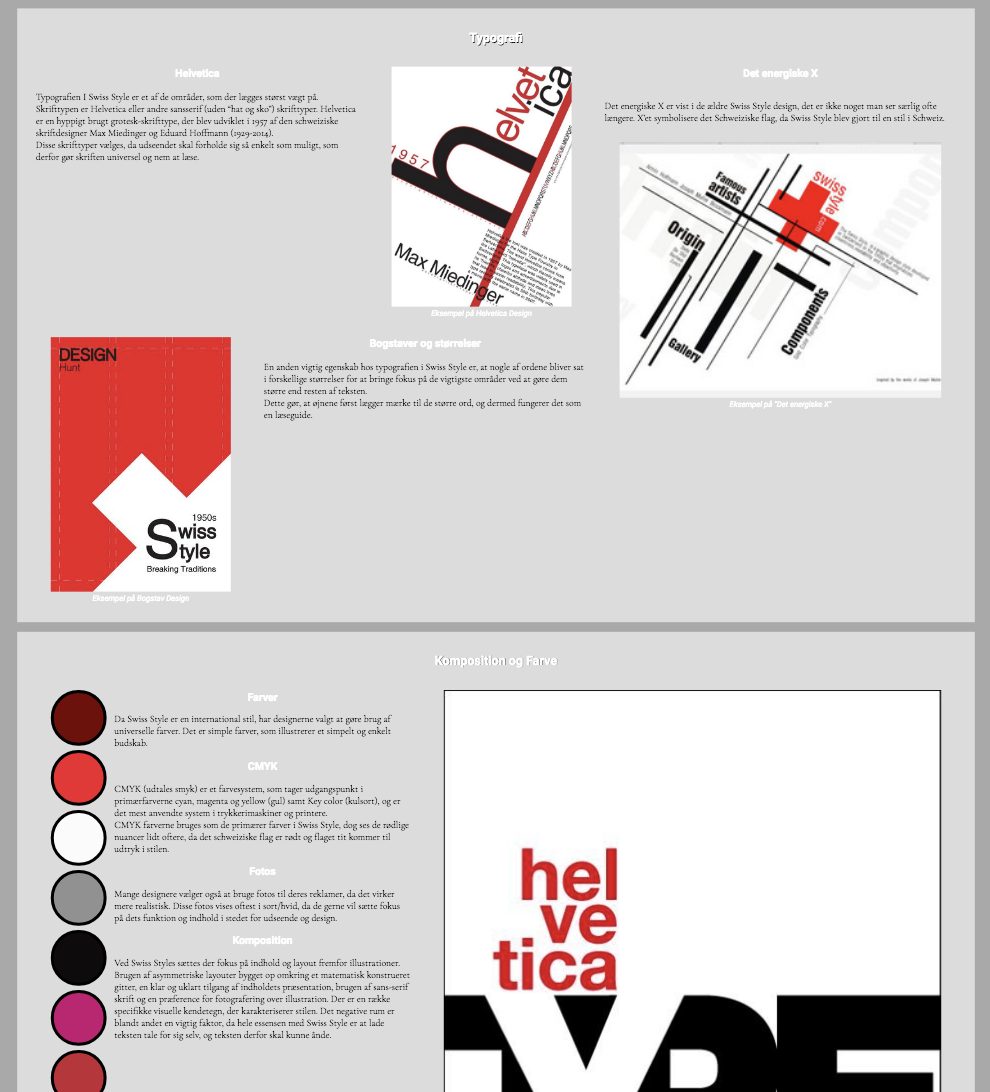 Typografi
Helvetica
Typografien I Swiss Style er et af de områder, som der lægges størst vægt på.
Skrifttypen er Helvetica eller andre sansserif (uden “hat og sko”) skrifttyper. Helvetica
er en hyppigt brugt grotesk-skrifttype, der blev udviklet i 1957 af den schweiziske
skriftdesigner Max Miedinger og Eduard Hoffmann (1929-2014).
Disse skrifttyper vælges, da udseendet skal forholde sig så enkelt som muligt, som
derfor gør skriften universel og nem at læse.
helvet
ica
h
1957
Max Miedinger
Eksempel på Helvetica Design
Det energiske X
Det energiske X er vist i de ældre Swiss Style design, det er ikke noget man ser særlig ofte
længere. X'et symbolisere det Schweiziske flag, da Swiss Style blev gjort til en stil i Schweiz.
Famous
artists
swiss
style
.com
Origin
Gallery
Components
Eksempel på "Det energiske X"
DESIGN
Hunt
1950s
Swiss
Style
Breaking Traditions
Eksempel på Bogstav Design
Bogstaver og størrelser
En anden vigtig egenskab hos typografien i Swiss Style er, at nogle af ordene bliver sat
i forskellige størrelser for at bringe fokus på de vigtigste områder ved at gøre dem
større end resten af teksten.
Dette gør, at øjnene først lægger mærke til de større ord, og dermed fungerer det som
en læseguide.
Komposition og Farve
Farver
Da Swiss Style er en international stil, har designerne valgt at gøre brug af
universelle farver. Det er simple farver, som illustrerer et simpelt og enkelt
budskab.
CMYK
CMYK (udtales smyk) er et farvesystem, som tager udgangspunkt i
primærfarverne cyan, magenta og yellow (gul) samt Key color (kulsort), og er
det mest anvendte system i trykkerimaskiner og printere.
CMYK farverne bruges som de primærer farver i Swiss Style, dog ses de rødlige
nuancer lidt oftere, da det schweiziske flag er rødt og flaget tit kommer til
udtryk i stilen.
Fotos
Mange designere vælger også at bruge fotos til deres reklamer, da det virker
mere realistisk. Disse fotos vises oftest i sort/hvid, da de gerne vil sætte fokus
på dets funktion og indhold i stedet for udseende og design.
Komposition
Ved Swiss Styles sættes der fokus på indhold og layout fremfor illustrationer.
Brugen af asymmetriske layouter bygget op omkring et matematisk konstrueret
gitter, en klar og uklart tilgang af indholdets præsentation, brugen af sans-serif
skrift og en præference for fotografering over illustration. Der er en række
specifikke visuelle kendetegn, der karakteriserer stilen. Det negative rum er
blandt andet en vigtig faktor, da hele essensen med Swiss Style er at lade
teksten tale for sig selv, og teksten derfor skal kunne ånde.
hel
ve
tica
TYPE